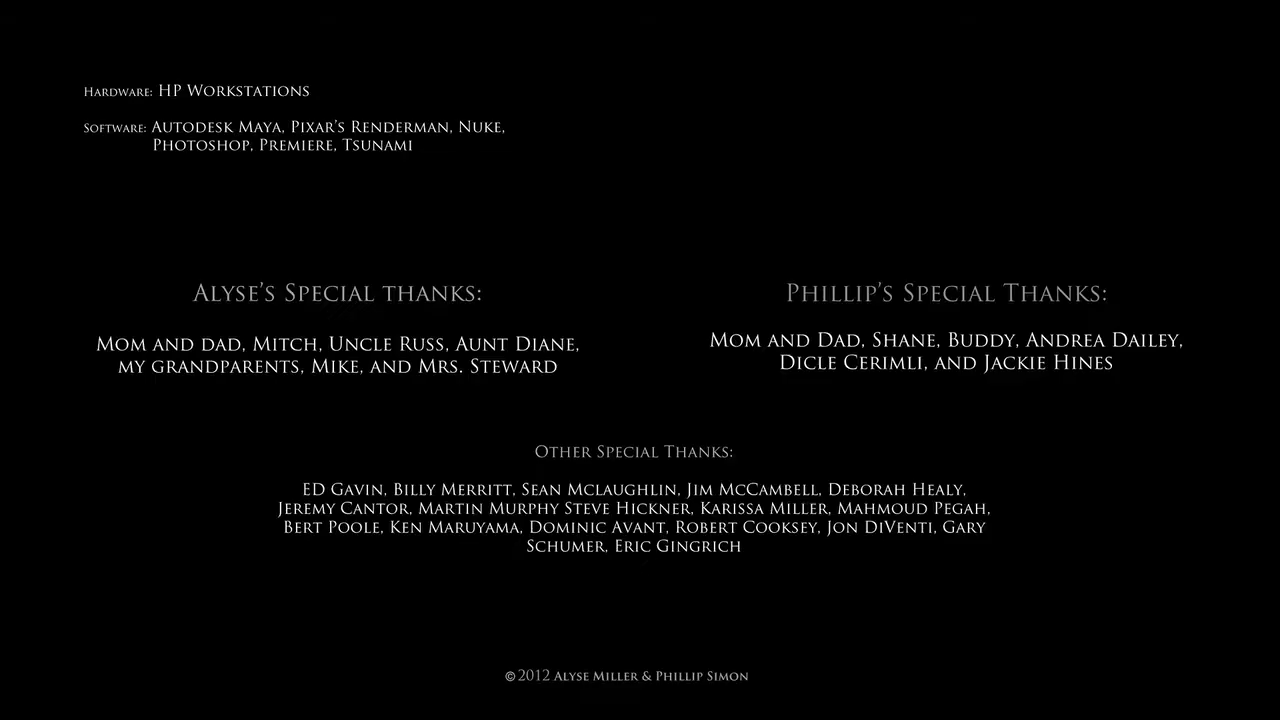 Hardware: HP Workstations
Software: Autodesk Maya, Pixar's Renderman, Nuke,
Photoshop, Premiere, Tsunami
Alyse's Special thanks:
Mom and dad, Mitch, Uncle Russ, Aunt Diane,
my grandparents, Mike, and Mrs. Steward
Phillip's Special Thanks:
Mom and Dad, Shane, Buddy, Andrea Dailey,
Dicle Cerimli, and Jackie Hines
Other Special Thanks:
ED Gavin, Billy Merritt, Sean Mclaughlin, Jim McCambell, Deborah Healy,
Jeremy Cantor, Martin Murphy Steve Hickner, Karissa Miller, Mahmoud Pegah,
Bert Poole, Ken Maruyama, Dominic Avant, Robert Cooksey, Jon DiVenti, Gary
Schumer, Eric Gingrich
©2012 Alyse Miller & Phillip Simon